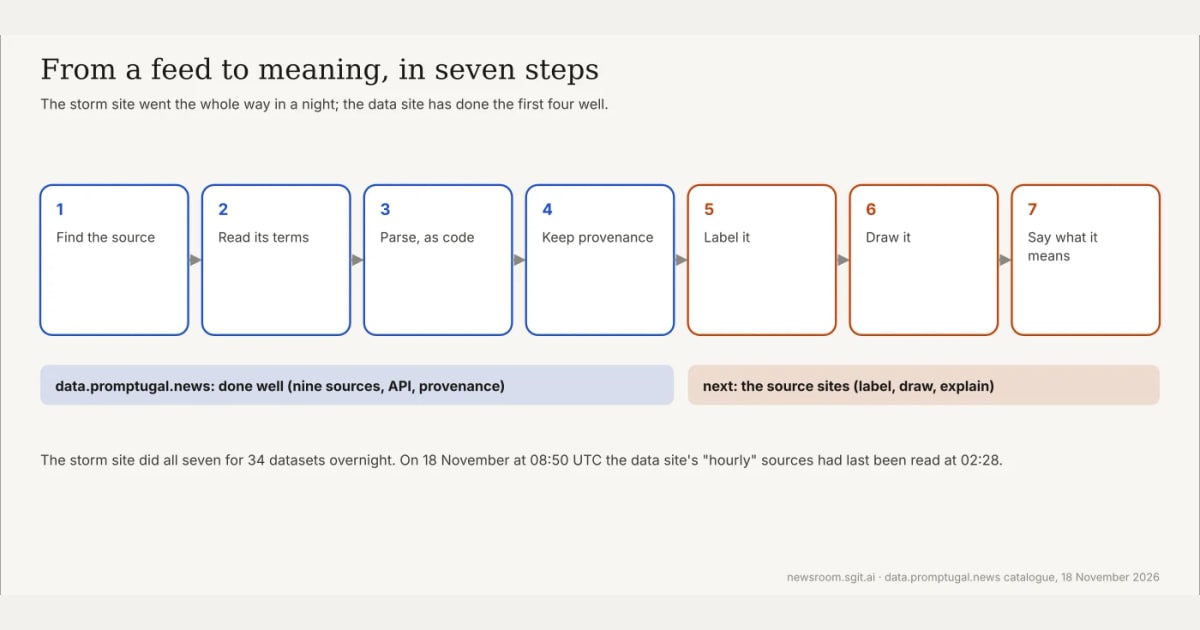 From a feed to meaning, in seven steps
The storm site went the whole way in a night; the data site has done the first four well.
1
Find the source
2
Read its terms
3
Parse, as code
4
Keep provenance
5
Label it
6
Draw it
7
Say what it
means
data.promptugal.news: done well (nine sources, API, provenance)
next: the source sites (label, draw, explain)
The storm site did all seven for 34 datasets overnight. On 18 November at 08:50 UTC the data site's "hourly" sources had last been read at 02:28.
newsroom.sgit.ai · data.promptugal.news catalogue, 18 November 2026